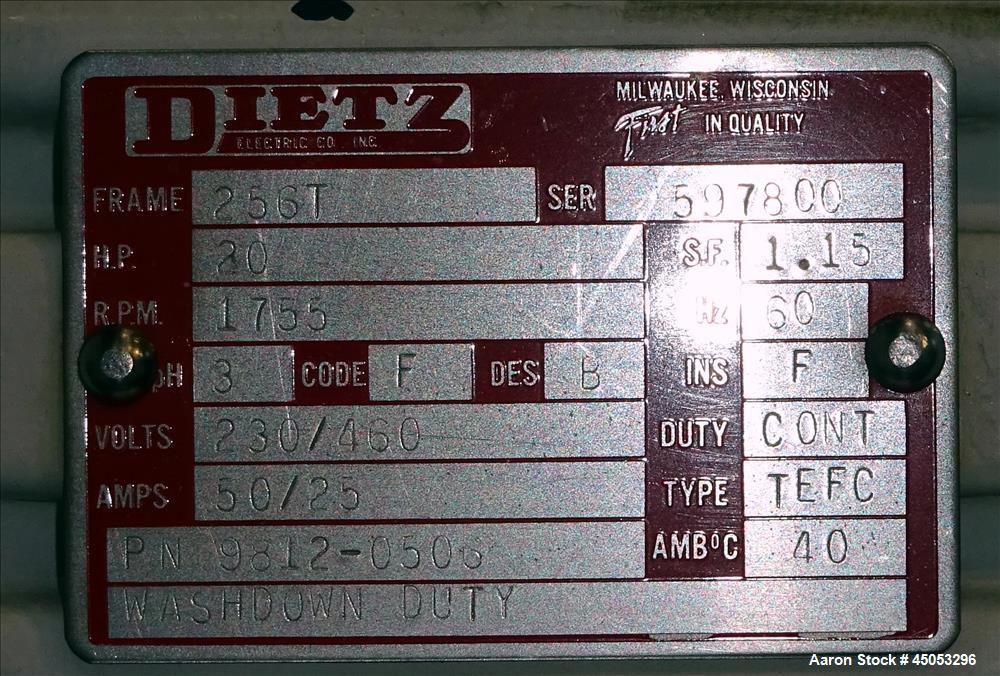 DIETZ
ELECTRIC CO. INC.
MILWAUKEE, WISCONSIN
First IN QUALITY
FRAME 256T SER 597800
H.P. 20 S.F. 1.15
R.P.M. 1755 Hz 60
PH 3 CODE F DES B INS F
VOLTS 230/460 DUTY CONT
AMPS 50/25 TYPE TEFC
PN 9812-0506 AMB°C 40
WASHDOWN DUTY
Aaron Stock # 45053296